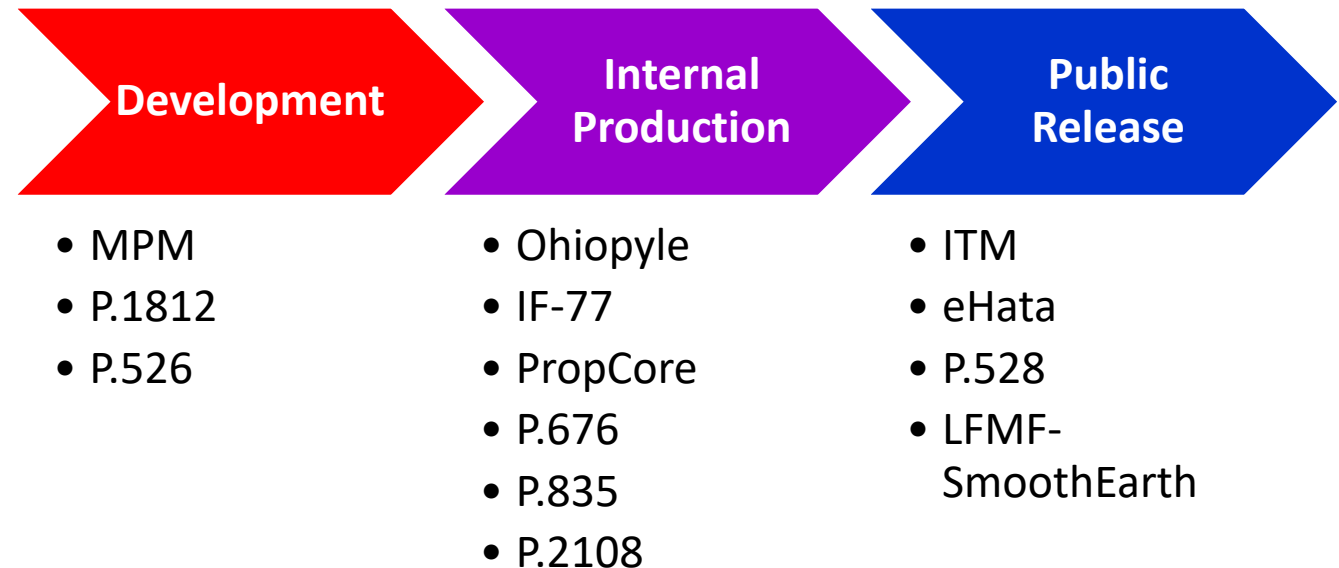 Development
• MPM
• P.1812
• P.526
Internal
Production
• Ohiopyle
• IF-77
• PropCore
• P.676
• P.835
• P.2108
Public
Release
• ITM
• eHata
• P.528
• LFMF-
SmoothEarth